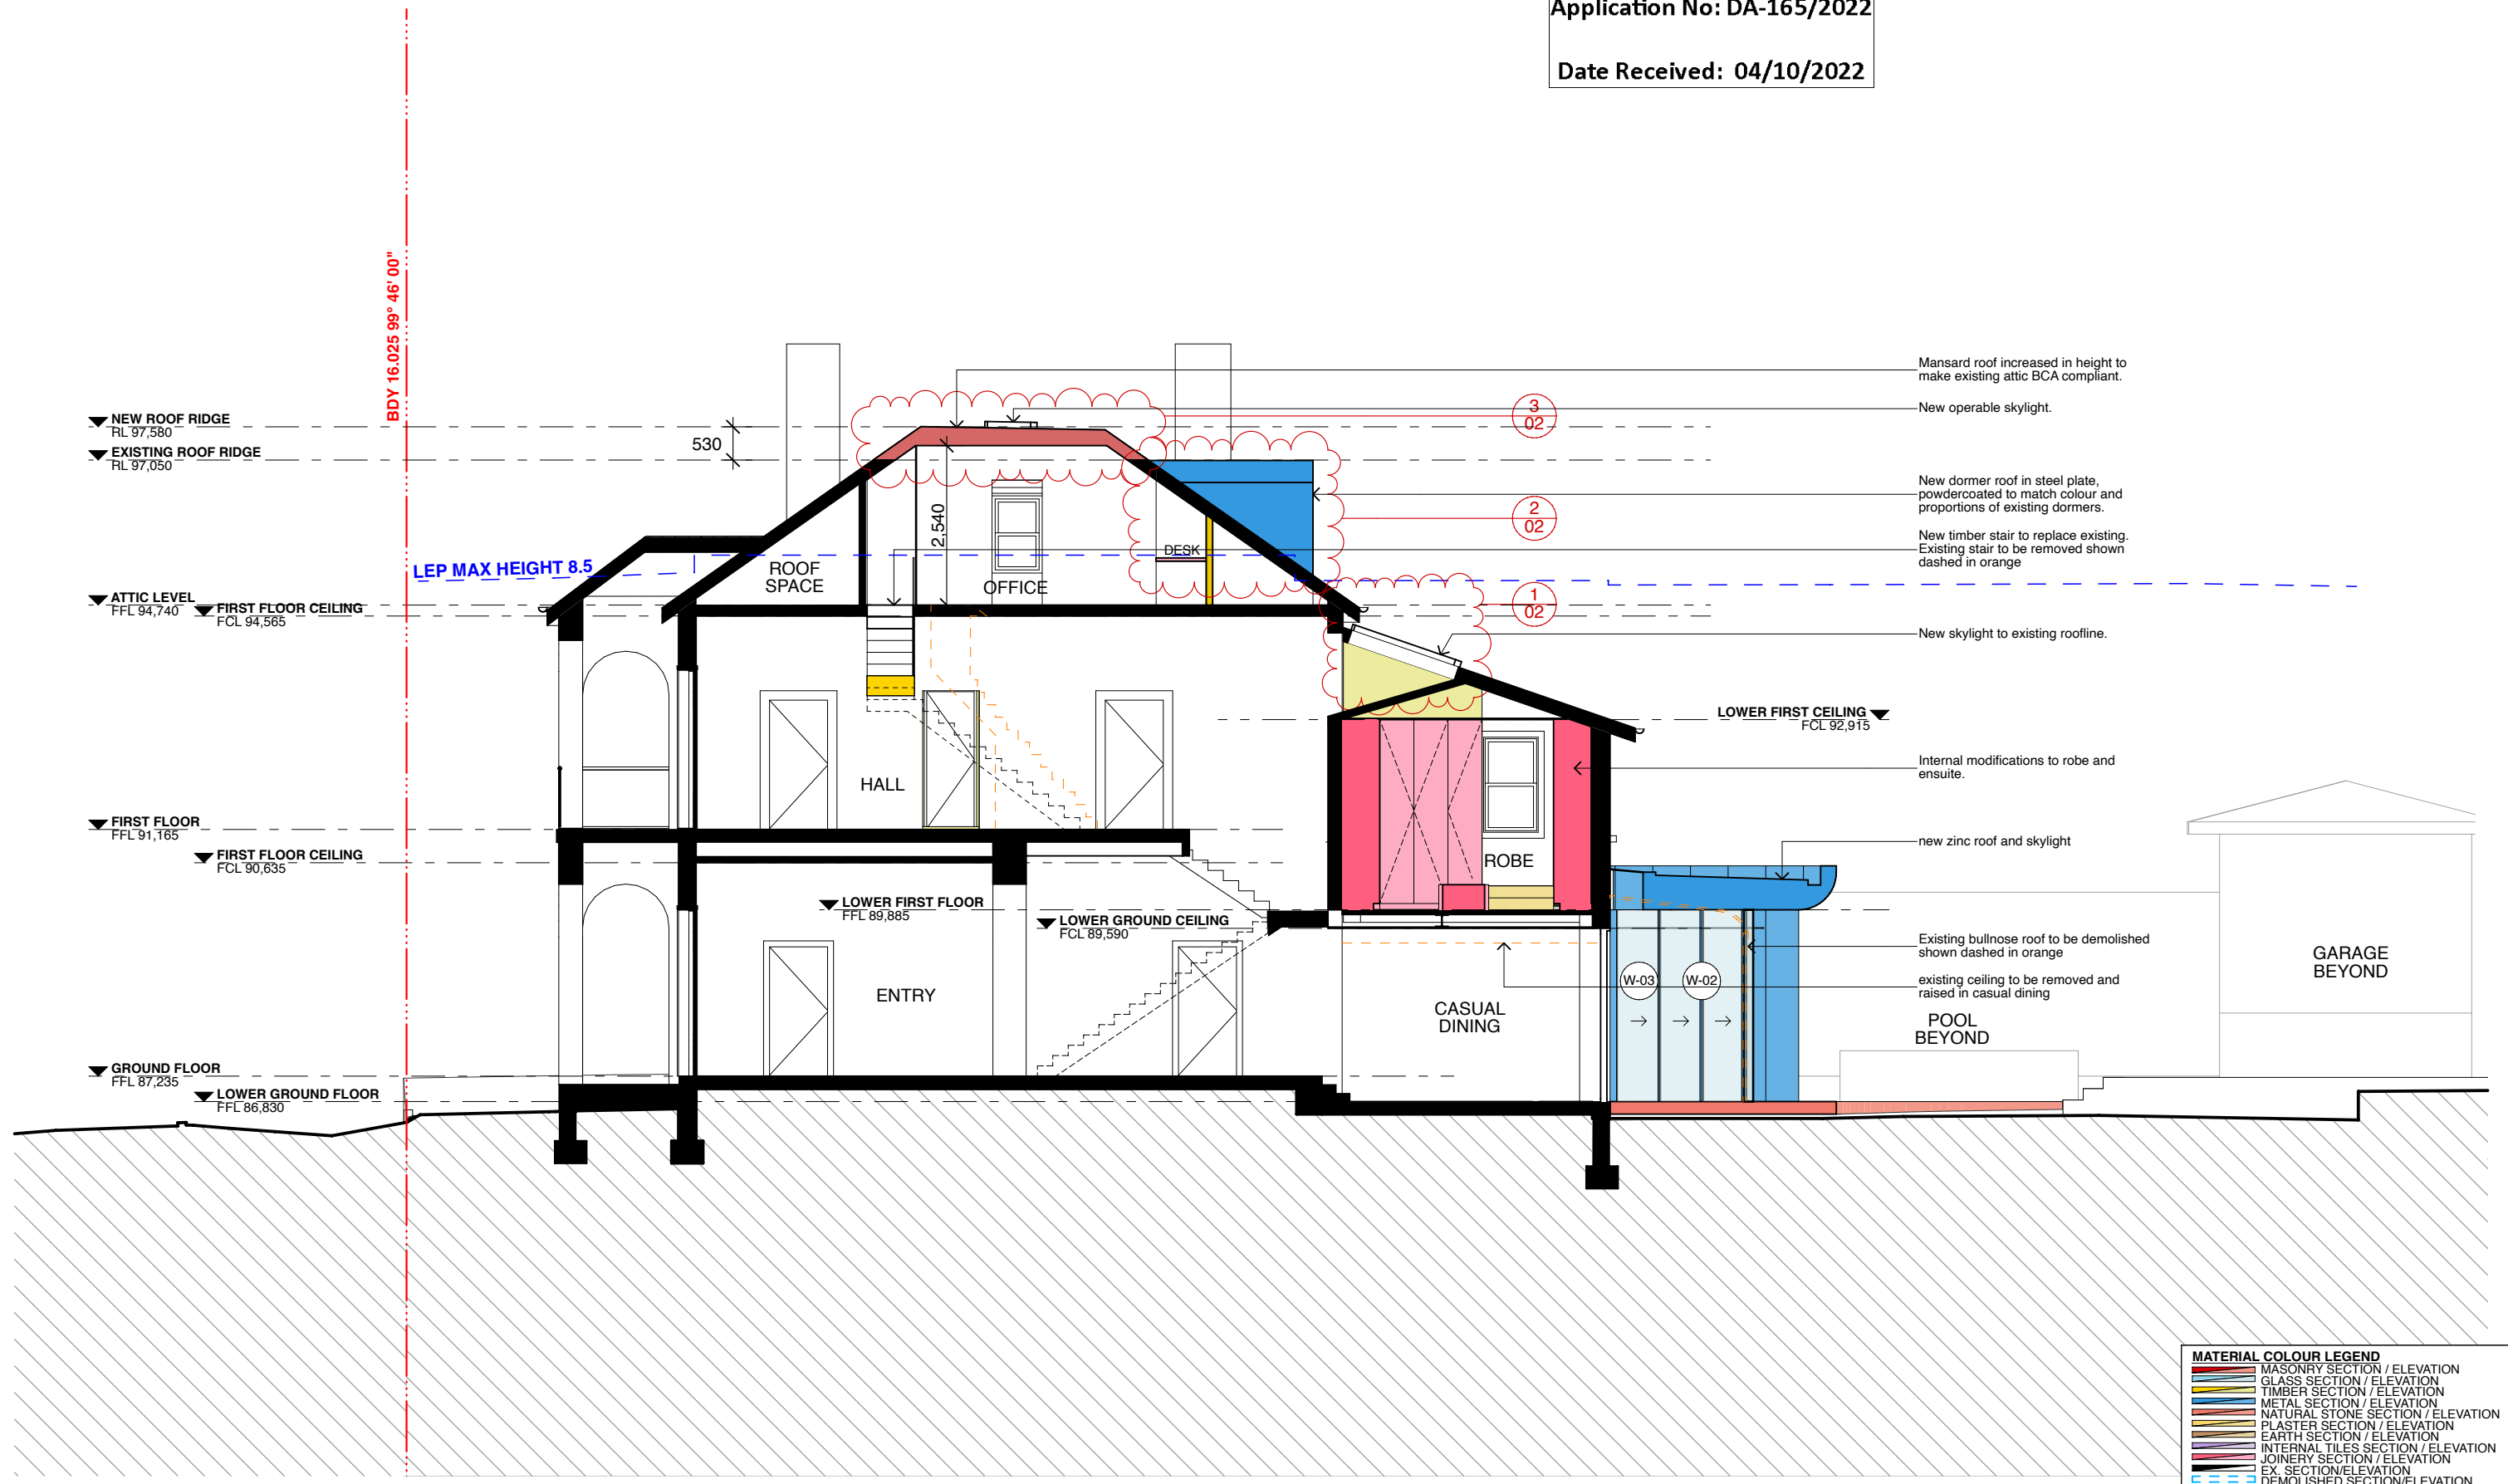 Application No: DA-165/2022
Date Received: 04/10/2022
BDY 16.025 99° 46' 00"
NEW ROOF RIDGE
RL 97,580
EXISTING ROOF RIDGE
RL 97,050
530
2,540
3
02
2
02
1
02
Mansard roof increased in height to
make existing attic BCA compliant.
New operable skylight.
New dormer roof in steel plate,
powdercoated to match colour and
proportions of existing dormers.
New timber stair to replace existing.
Existing stair to be removed shown
dashed in orange
LEP MAX HEIGHT 8.5
ROOF
SPACE
OFFICE
DESK
ATTIC LEVEL
FFL 94,740
FIRST FLOOR CEILING
FCL 94,565
New skylight to existing roofline.
LOWER FIRST CEILING
FCL 92,915
Internal modifications to robe and
ensuite.
HALL
ROBE
FIRST FLOOR
FFL 91,165
FIRST FLOOR CEILING
FCL 90,635
new zinc roof and skylight
LOWER FIRST FLOOR
FFL 89,885
LOWER GROUND CEILING
FCL 89,590
Existing bullnose roof to be demolished
shown dashed in orange
existing ceiling to be removed and
raised in casual dining
W-03
W-02
ENTRY
CASUAL
DINING
POOL
BEYOND
GARAGE
BEYOND
GROUND FLOOR
FFL 87,235
LOWER GROUND FLOOR
FFL 86,830
MATERIAL COLOUR LEGEND
MASONRY SECTION / ELEVATION
GLASS SECTION / ELEVATION
TIMBER SECTION / ELEVATION
METAL SECTION / ELEVATION
NATURAL STONE SECTION / ELEVATION
PLASTER SECTION / ELEVATION
EARTH SECTION / ELEVATION
INTERNAL TILES SECTION / ELEVATION
JOINERY SECTION / ELEVATION
EX. SECTION/ELEVATION
DEMOLISHED SECTION/ELEVATION